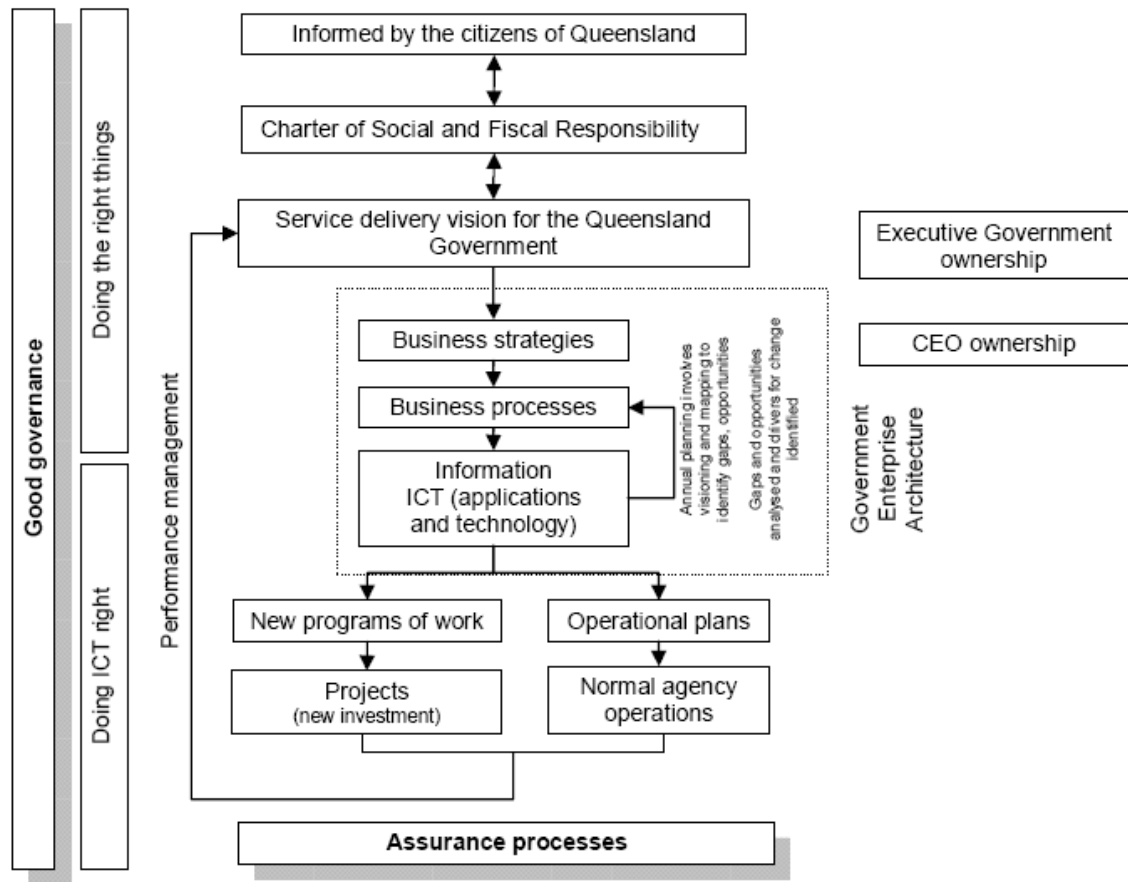 Good governance
Doing the right things
Doing ICT right
Performance management
Informed by the citizens of Queensland
Charter of Social and Fiscal Responsibility
Service delivery vision for the Queensland
Government
Business strategies
Business processes
Information
ICT (applications
and technology)
Annual planning involves
visioning and mapping to
identify gaps, opportunities
Gaps and opportunities
analysed and drivers for change
identified
Executive Government
ownership
CEO ownership
Government
Enterprise
Architecture
New programs of work
Operational plans
Projects
(new investment)
Normal agency
operations
Assurance processes